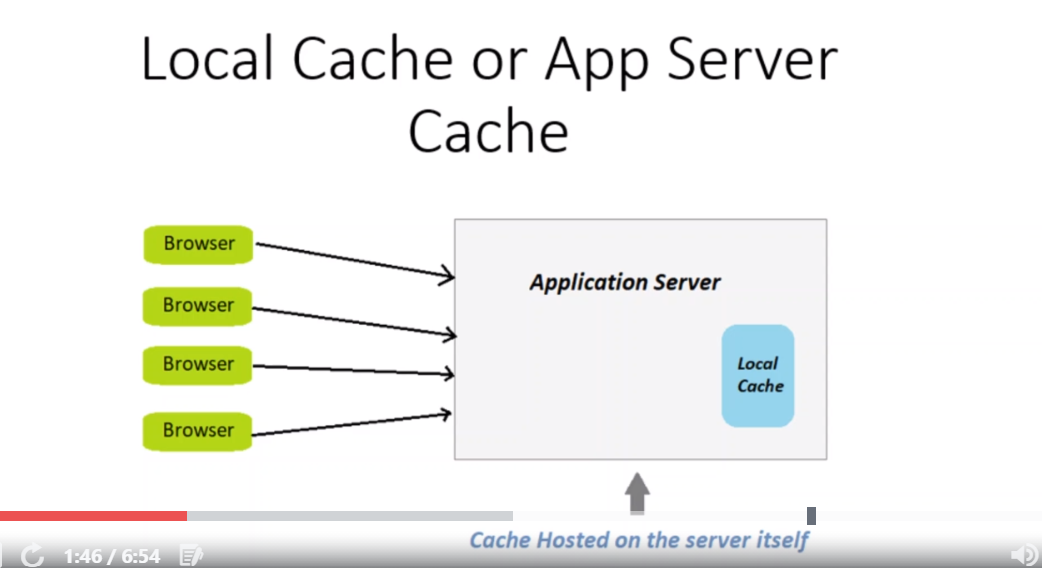 Local Cache or App Server
Cache
Browser
Browser
Browser
Browser
Application Server
Local
Cache
Cache Hosted on the server itself
1:46 / 6:54